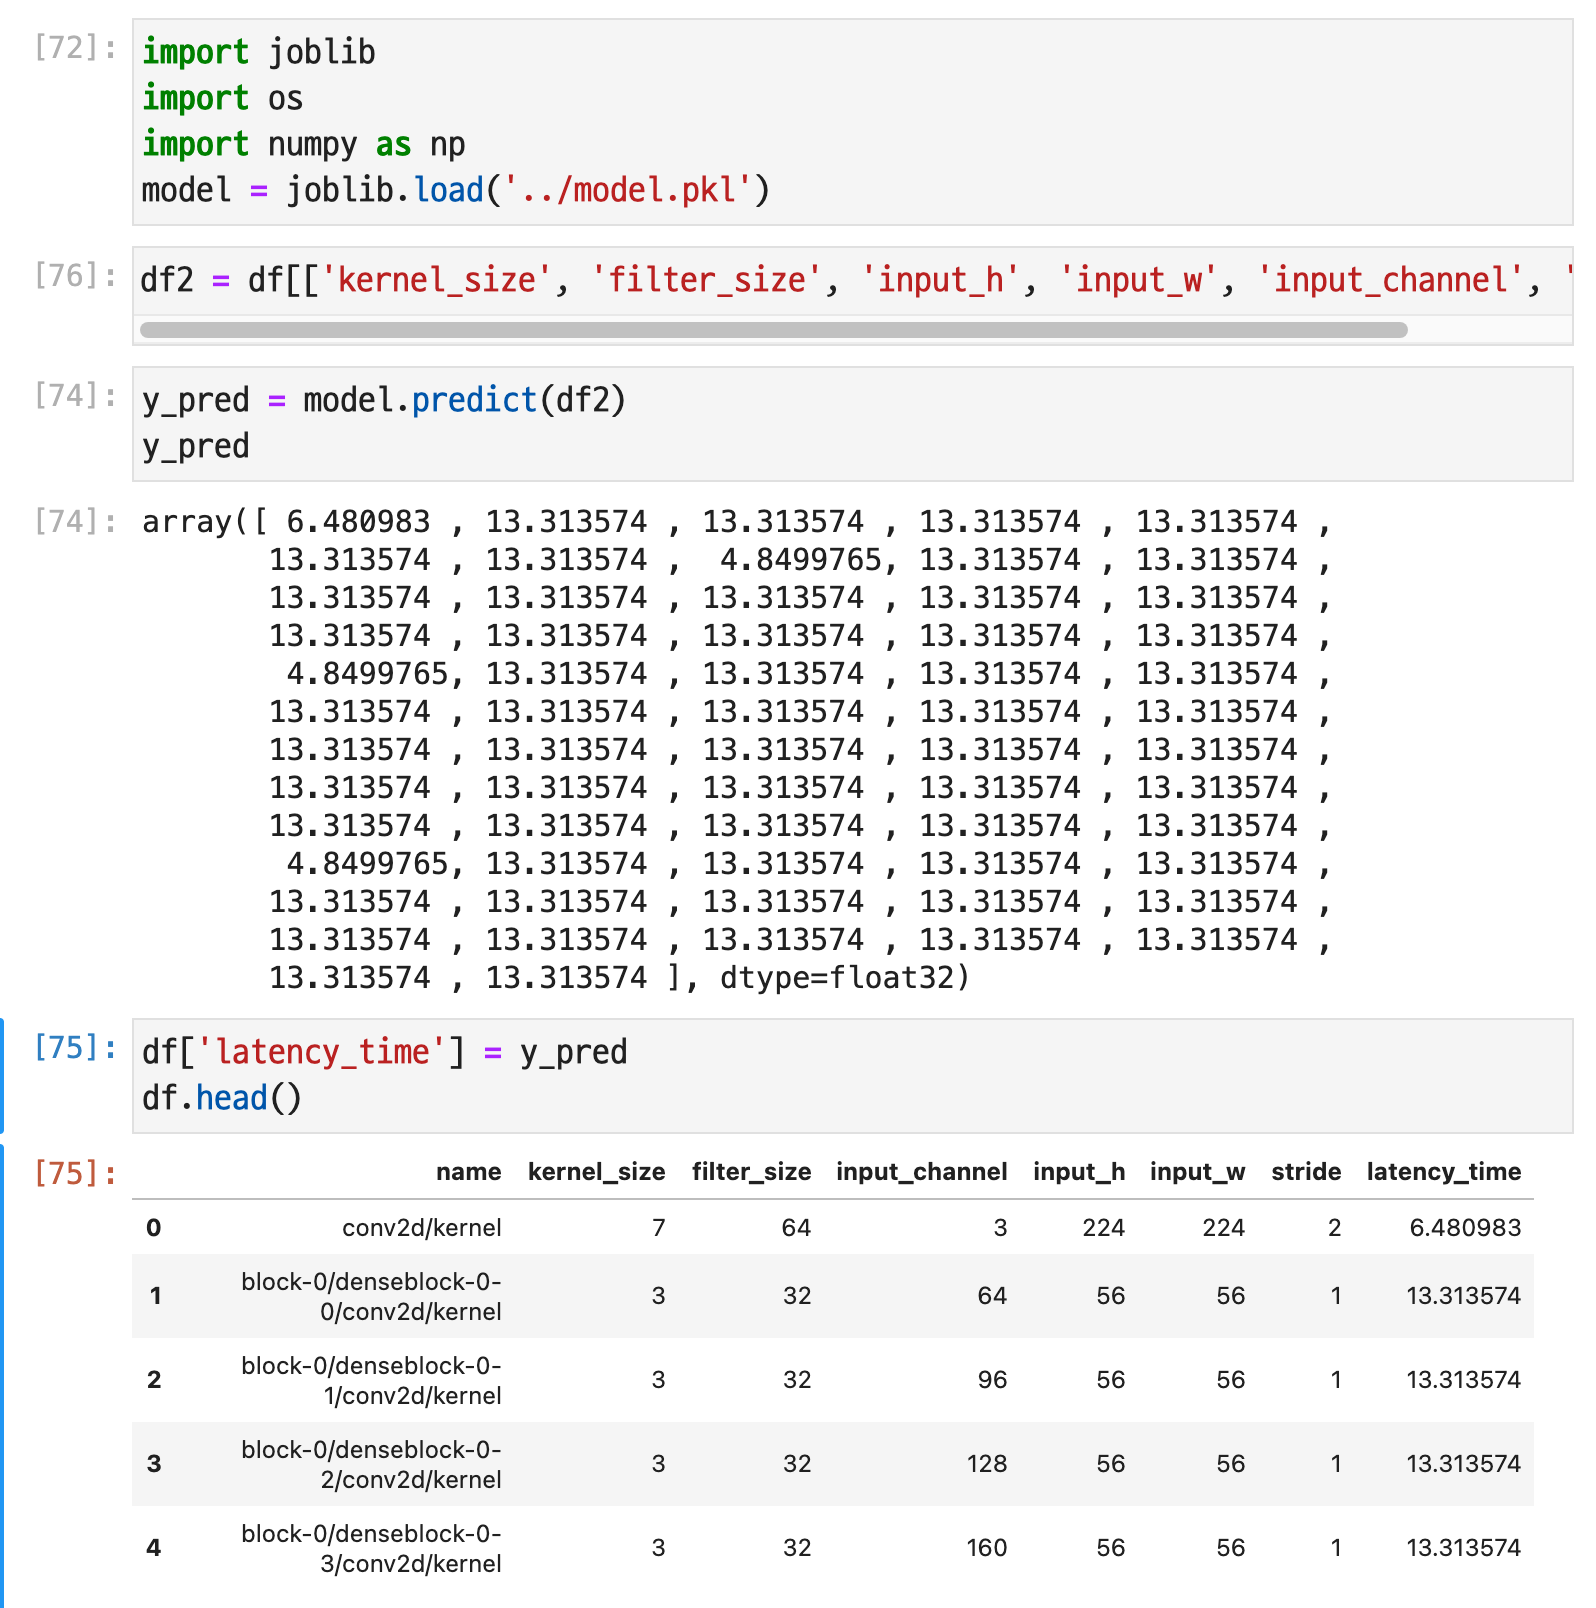 [72]: import joblib
import os
import numpy as np
model = joblib.load('../model.pkl')
[76]: df2 = df[['kernel_size', 'filter_size', 'input_h', 'input_w', 'input_channel', '
[74]: y_pred = model.predict(df2)
y_pred
[74]: array([ 6.480983 , 13.313574 , 13.313574 , 13.313574 , 13.313574 ,
13.313574 , 13.313574 , 4.8499765, 13.313574 , 13.313574 ,
13.313574 , 13.313574 , 13.313574 , 13.313574 , 13.313574 ,
13.313574 , 13.313574 , 13.313574 , 13.313574 , 13.313574 ,
4.8499765, 13.313574 , 13.313574 , 13.313574 , 13.313574 ,
13.313574 , 13.313574 , 13.313574 , 13.313574 , 13.313574 ,
13.313574 , 13.313574 , 13.313574 , 13.313574 , 13.313574 ,
13.313574 , 13.313574 , 13.313574 , 13.313574 , 13.313574 ,
13.313574 , 13.313574 , 13.313574 , 13.313574 , 13.313574 ,
4.8499765, 13.313574 , 13.313574 , 13.313574 , 13.313574 ,
13.313574 , 13.313574 , 13.313574 , 13.313574 , 13.313574 ,
13.313574 , 13.313574 , 13.313574 , 13.313574 , 13.313574 ,
13.313574 , 13.313574 ], dtype=float32)
[75]: df['latency_time'] = y_pred
df.head()
[75]: name kernel_size filter_size input_channel input_h input_w stride latency_time
0 conv2d/kernel 7 64 3 224 224 2 6.480983
1 block-0/denseblock-0-
0/conv2d/kernel 3 32 64 56 56 1 13.313574
2 block-0/denseblock-0-
1/conv2d/kernel 3 32 96 56 56 1 13.313574
3 block-0/denseblock-0-
2/conv2d/kernel 3 32 128 56 56 1 13.313574
4 block-0/denseblock-0-
3/conv2d/kernel 3 32 160 56 56 1 13.313574